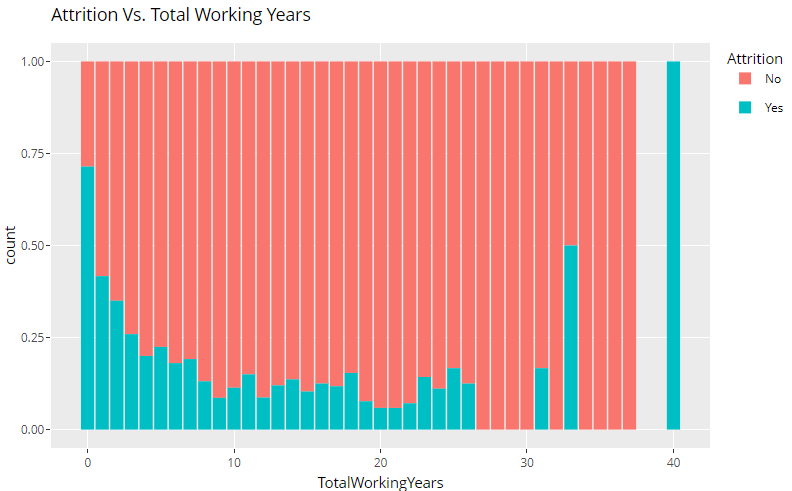 Attrition Vs. Total Working Years
1.00
0.75
0.50
0.25
0.00
count
0 10 20 30 40
TotalWorkingYears
Attrition
No
Yes